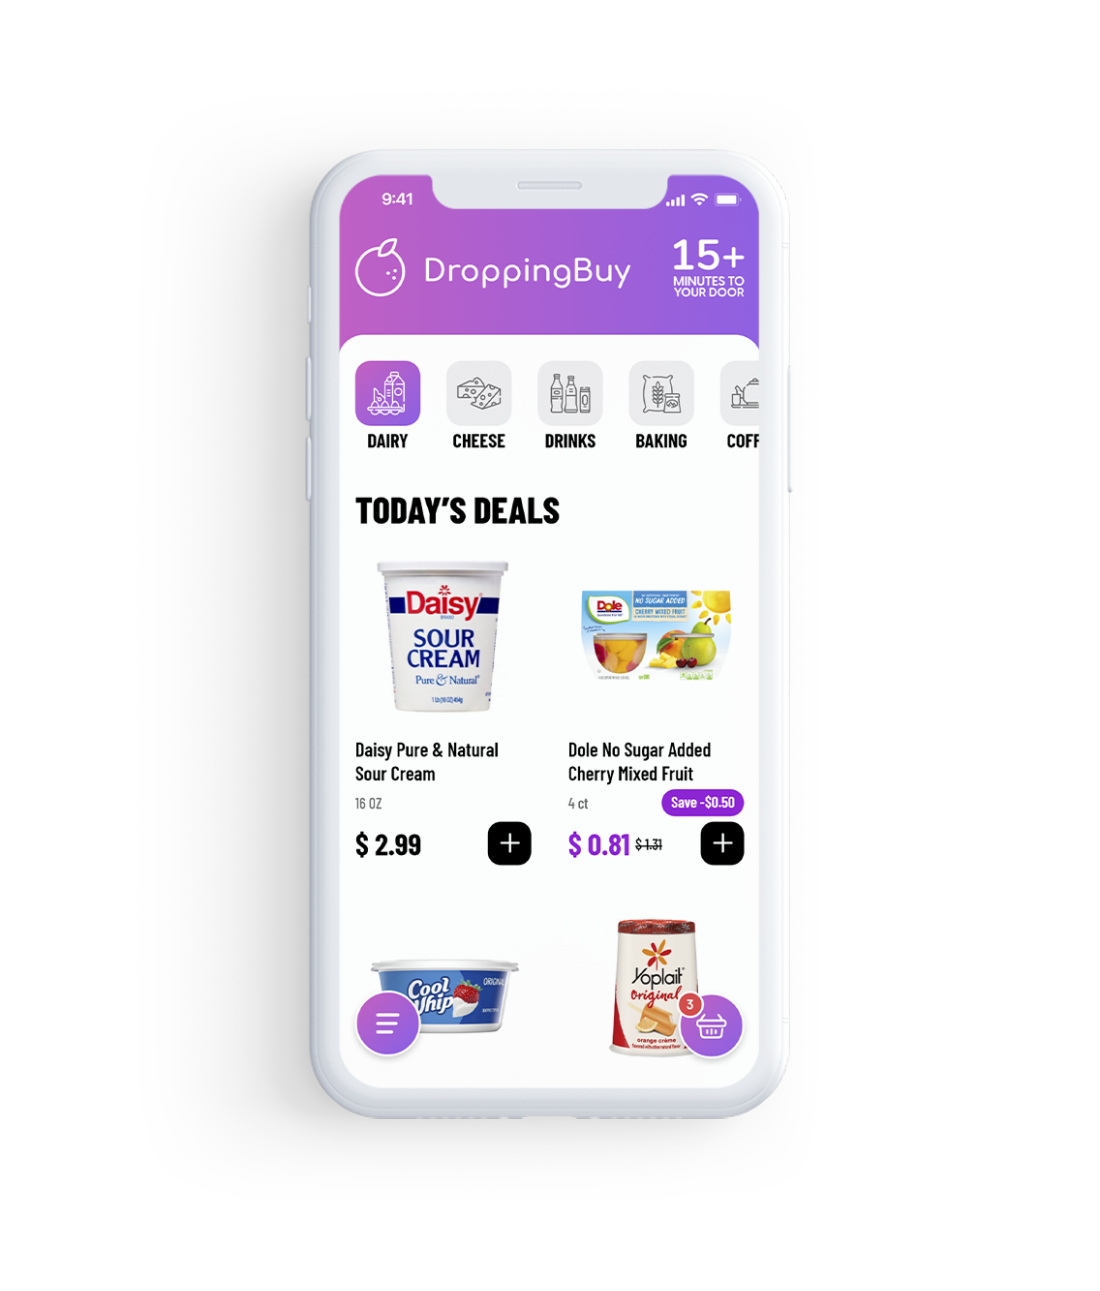 9:41
DroppingBuy
15+
MINUTES TO
YOUR DOOR
DAIRY
CHEESE
DRINKS
BAKING
COFF
TODAY'S DEALS
Daisy
BRAND
SOUR
CREAM
Pure & Natural
Dole
NO SUGAR ADDED
CHERRY MIXED FRUIT
Daisy Pure & Natural
Sour Cream
16 OZ
$ 2.99
Dole No Sugar Added
Cherry Mixed Fruit
4 ct
Save -$0.50
$ 0.81 $ 1.31
Cool
Whip
ORIGINAL
Yoplait
Original
orange crème
3